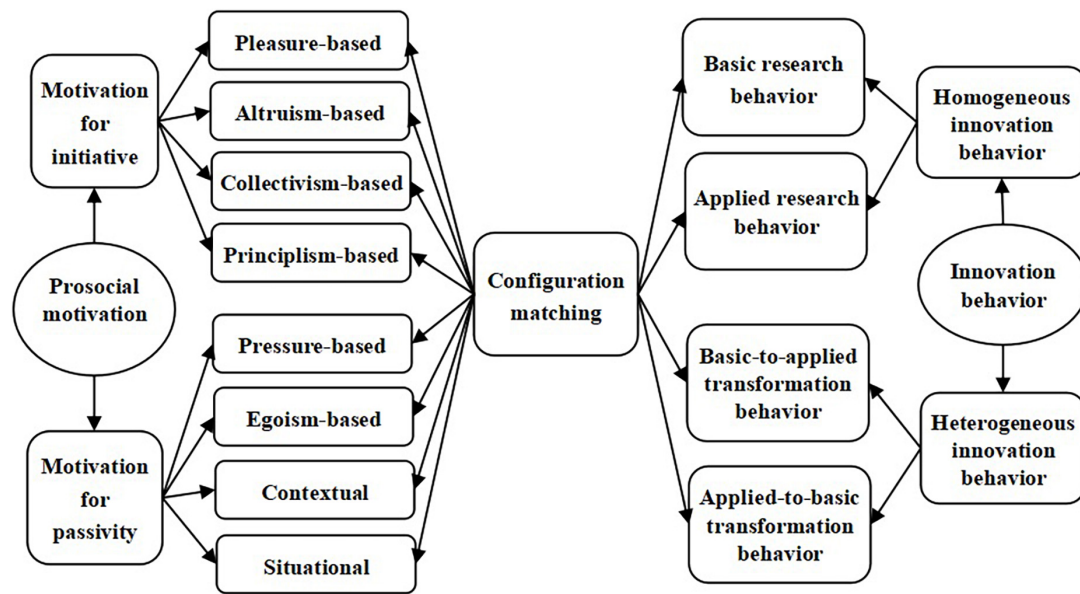 Motivation
for
initiative
Prosocial
motivation
Motivation
for
passivity
Pleasure-based
Altruism-based
Collectivism-based
Principlism-based
Pressure-based
Egoism-based
Contextual
Situational
Configuration
matching
Basic research
behavior
Applied research
behavior
Basic-to-applied
transformation
behavior
Applied-to-basic
transformation
behavior
Homogeneous
innovation
behavior
Innovation
behavior
Heterogeneous
innovation
behavior